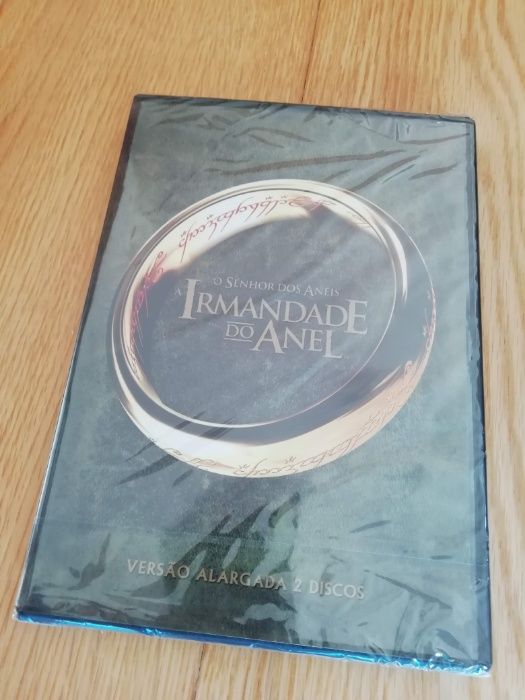 O SENHOR DOS ANÉIS
A IRMANDADE
DO ANEL
VERSÃO ALARGADA 2 DISCOS